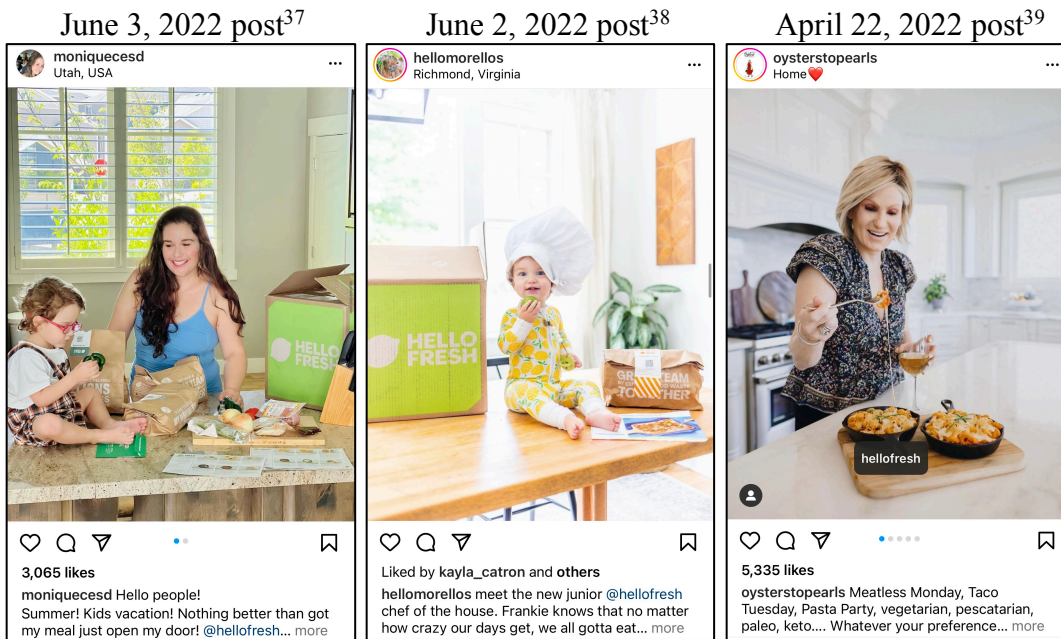 June 3, 2022 post37
June 2, 2022 post38
April 22, 2022 post39
moniquecesd
Utah, USA
HELLO
FRESH
3,065 likes
moniquecesd Hello people!
Summer! Kids vacation! Nothing better than got
my meal just open my door! @hellofresh... more
hellomorellos
Richmond, Virginia
HELLO
FRESH
Liked by kayla_catron and others
hellomorellos meet the new junior @hellofresh
chef of the house. Frankie knows that no matter
how crazy our days get, we all gotta eat... more
oysterstopearls
Home❤️
hellofresh
5,335 likes
oysterstopearls Meatless Monday, Taco
Tuesday, Pasta Party, vegetarian, pescatarian,
paleo, keto.... Whatever your preference... more